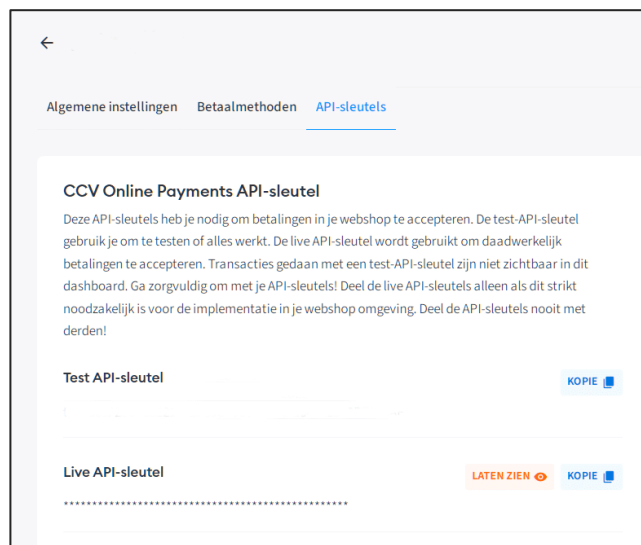 Algemene instellingen Betaalmethoden API-sleutels
CCV Online Payments API-sleutel
Deze API-sleutels heb je nodig om betalingen in je webshop te accepteren. De test-API-sleutel
gebruik je om te testen of alles werkt. De live API-sleutel wordt gebruikt om daadwerkelijk
betalingen te accepteren. Transacties gedaan met een test-API-sleutel zijn niet zichtbaar in dit
dashboard. Ga zorgvuldig om met je API-sleutels! Deel de live API-sleutels alleen als dit strikt
noodzakelijk is voor de implementatie in je webshop omgeving. Deel de API-sleutels nooit met
derden!
Test API-sleutel KOPIE
Live API-sleutel LATEN ZIEN KOPIE
**************************************************